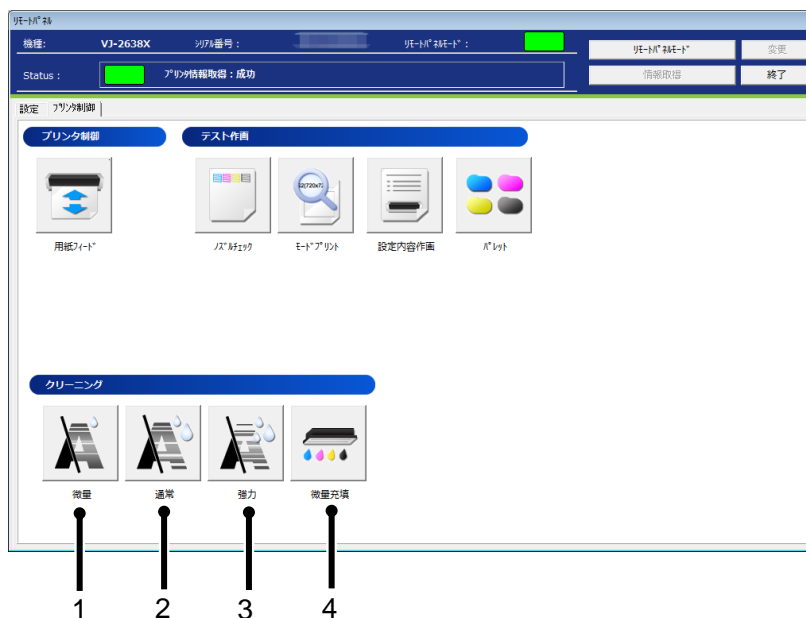 ﾘﾓｰﾄﾊﾟﾈﾙ
機種: VJ-2638X ｼﾘｱﾙ番号： ﾘﾓｰﾄﾊﾟﾈﾙﾓｰﾄﾞ：
ﾘﾓｰﾄﾊﾟﾈﾙﾓｰﾄﾞ 変更
Status： ﾌﾟﾘﾝﾀ情報取得：成功
情報取得 終了
設定 ﾌﾟﾘﾝﾀ制御
プリンタ制御 テスト作画
用紙ﾌｨｰﾄﾞ ﾉｽﾞﾙﾁｪｯｸ ﾓｰﾄﾞﾌﾟﾘﾝﾄ 設定内容作画 ﾊﾟﾚｯﾄ
クリーニング
微量 通常 強力 微量充填
1 2 3 4